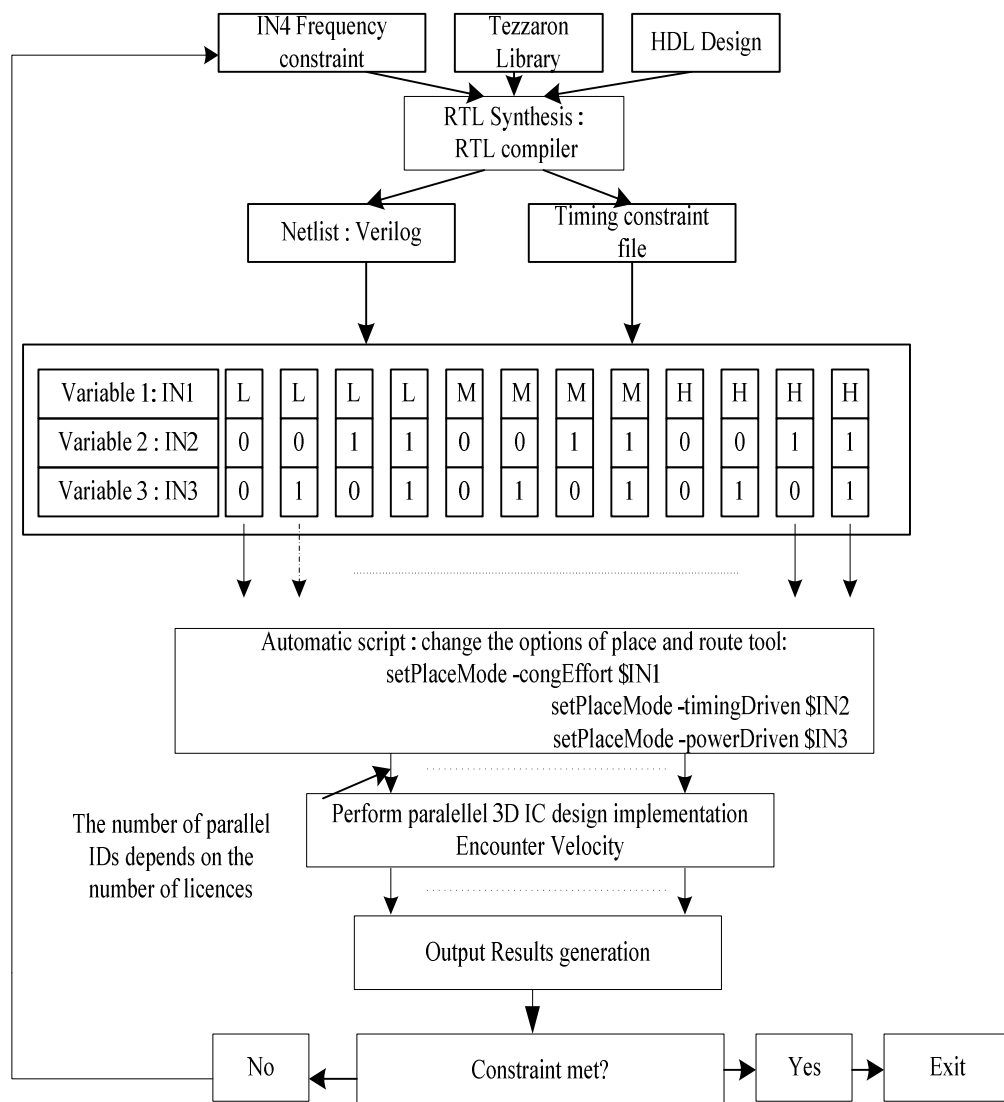 IN4 Frequency
constraint
Tezzaron
Library
HDL Design
RTL Synthesis :
RTL compiler
Netlist : Verilog
Timing constraint
file
Variable 1: IN1 L L L L M M M M H H H H
Variable 2 : IN2 0 0 1 1 0 0 1 1 0 0 1 1
Variable 3 : IN3 0 1 0 1 0 1 0 1 0 1 0 1
Automatic script : change the options of place and route tool:
setPlaceMode -congEffort $IN1
setPlaceMode -timingDriven $IN2
setPlaceMode -powerDriven $IN3
The number of parallel
IDs depends on the
number of licences
Perform paralellel 3D IC design implementation
Encounter Velocity
Output Results generation
No
Constraint met?
Yes
Exit